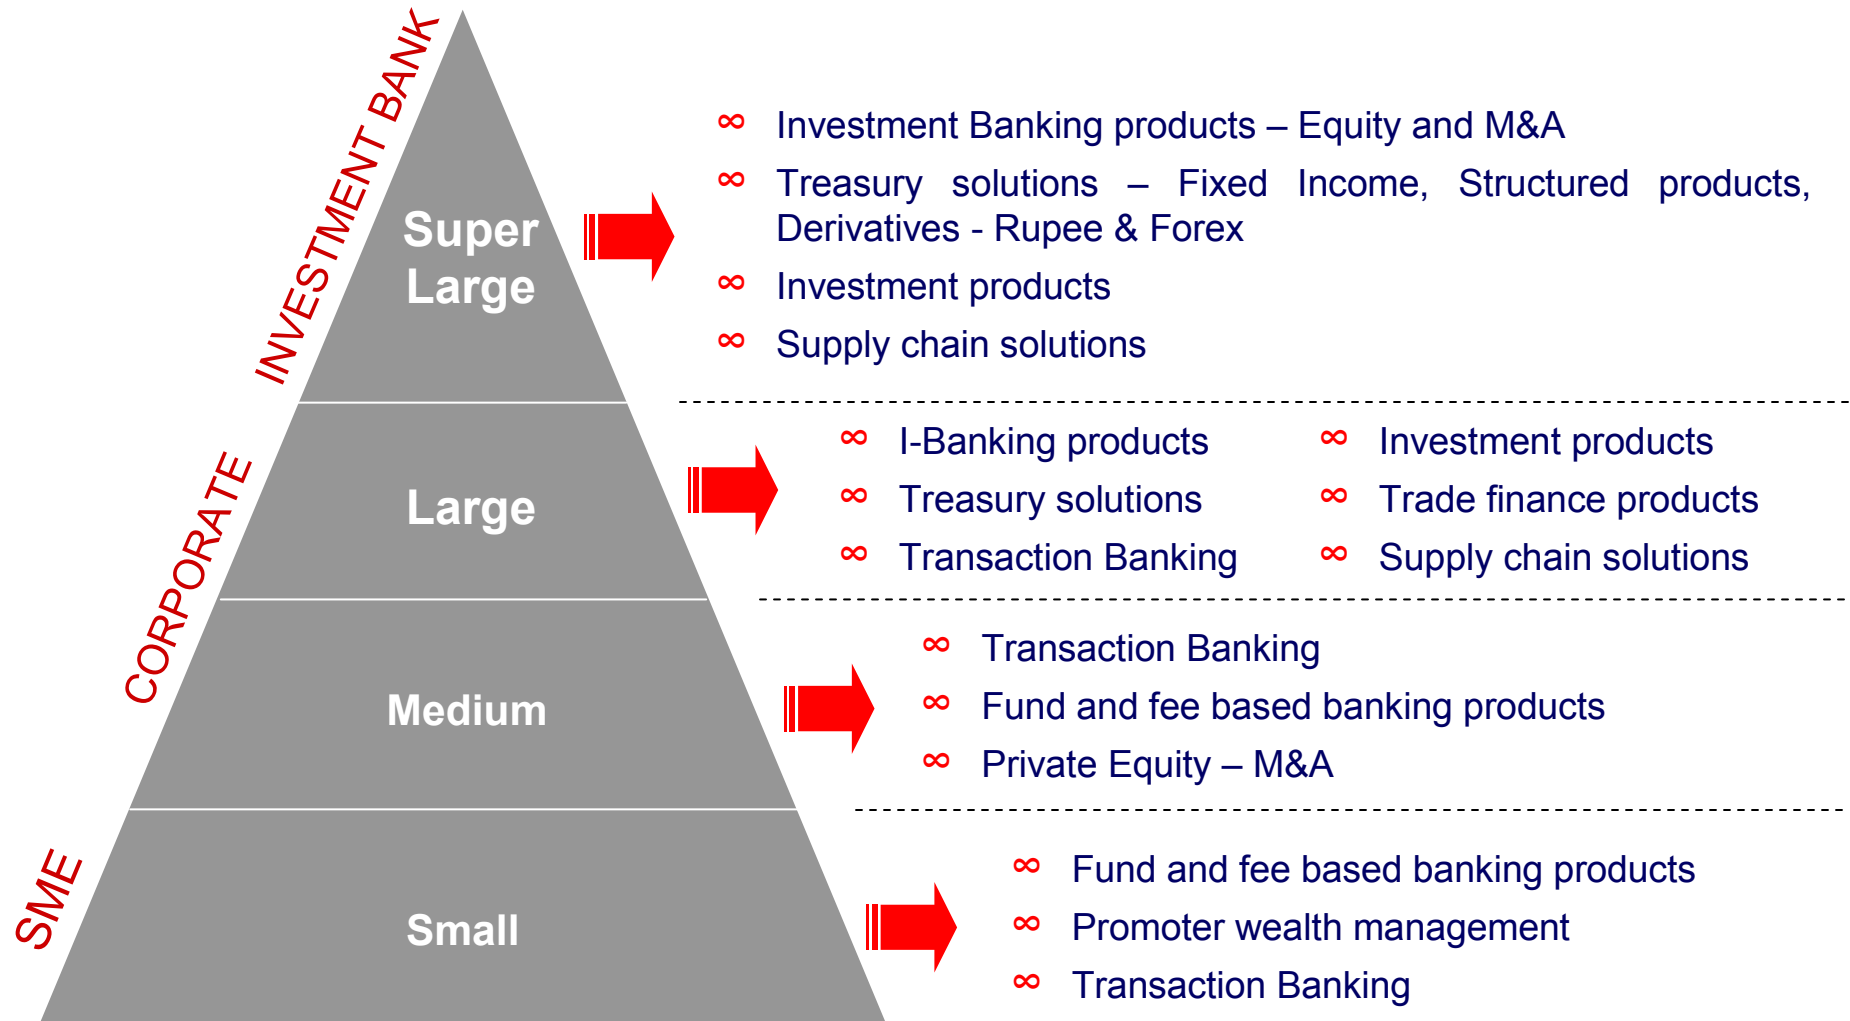 INVESTMENT BANK
Super
Large
∞ Investment Banking products – Equity and M&A
∞ Treasury solutions – Fixed Income, Structured products,
Derivatives - Rupee & Forex
∞ Investment products
∞ Supply chain solutions
CORPORATE
Large
∞ I-Banking products
∞ Treasury solutions
∞ Transaction Banking
∞ Investment products
∞ Trade finance products
∞ Supply chain solutions
Medium
∞ Transaction Banking
∞ Fund and fee based banking products
∞ Private Equity – M&A
SME
Small
∞ Fund and fee based banking products
∞ Promoter wealth management
∞ Transaction Banking